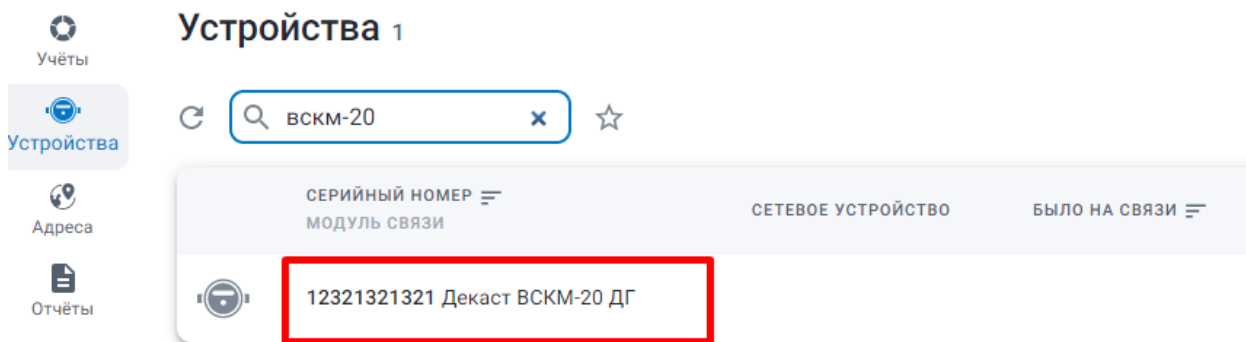 Учёты
Устройства
Адреса
Отчёты
Устройства 1
вскм-20
СЕРИЙНЫЙ НОМЕР
МОДУЛЬ СВЯЗИ
СЕТЕВОЕ УСТРОЙСТВО
БЫЛО НА СВЯЗИ
12321321321 Декаст ВСКМ-20 ДГ